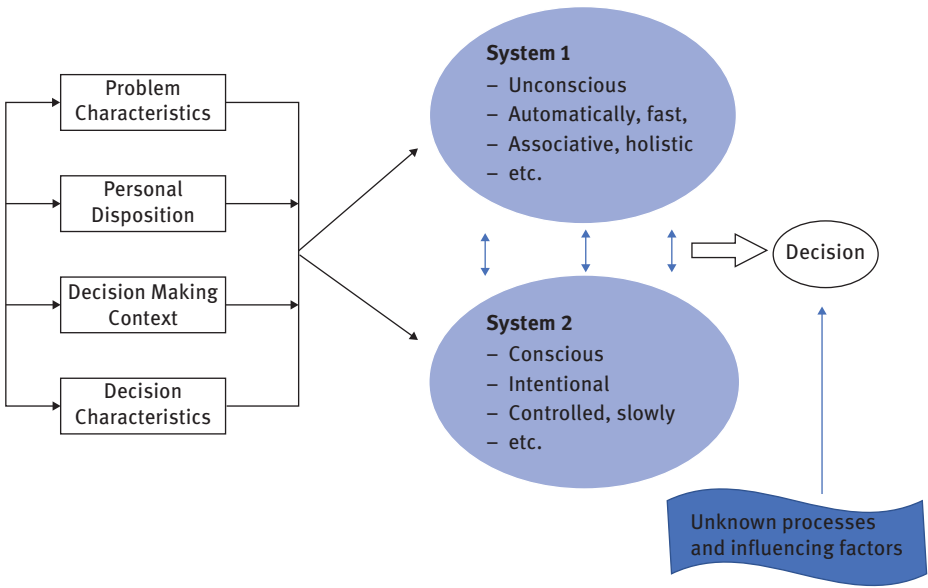 Problem
Characteristics
Personal
Disposition
Decision Making
Context
Decision
Characteristics
System 1
– Unconscious
– Automatically, fast,
– Associative, holistic
– etc.
System 2
– Conscious
– Intentional
– Controlled, slowly
– etc.
Decision
Unknown processes
and influencing factors